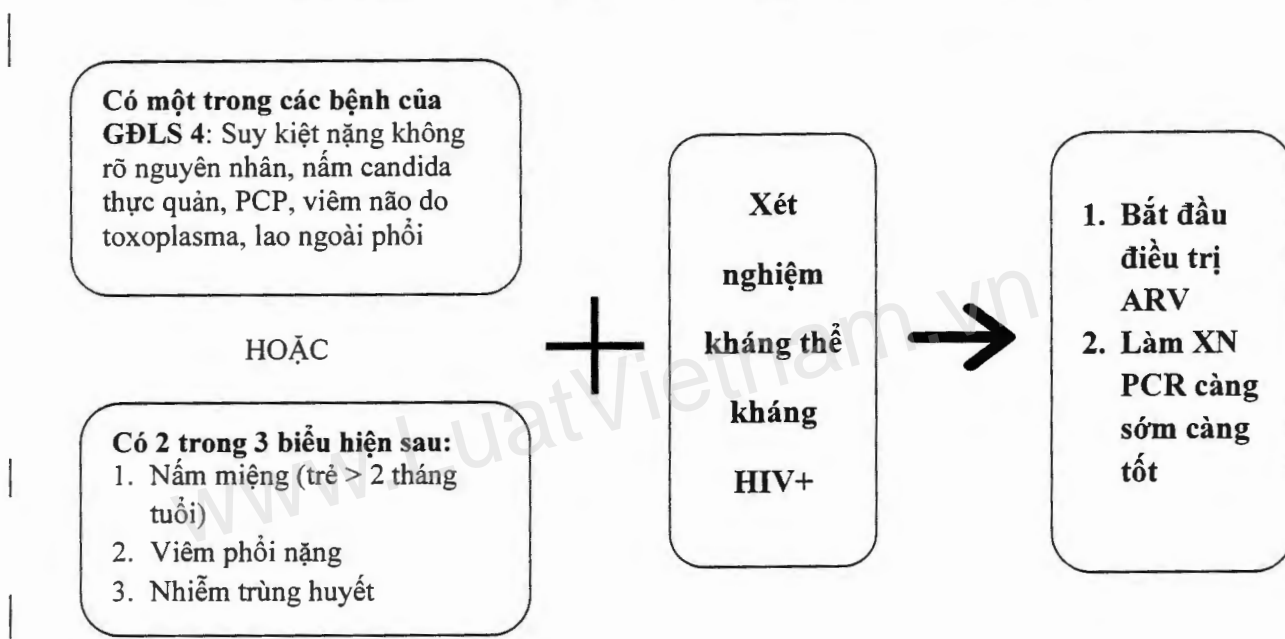 Có một trong các bệnh của
GĐLS 4: Suy kiệt nặng không
rõ nguyên nhân, nấm candida
thực quản, PCP, viêm não do
toxoplasma, lao ngoài phổi
HOẶC
Có 2 trong 3 biểu hiện sau:
1. Nấm miệng (trẻ > 2 tháng
tuổi)
2. Viêm phổi nặng
3. Nhiễm trùng huyết
Xét
nghiệm
kháng thể
kháng
HIV+
1. Bắt đầu
điều trị
ARV
2. Làm XN
PCR càng
sớm càng
tốt
www.LuatVietnam.vn